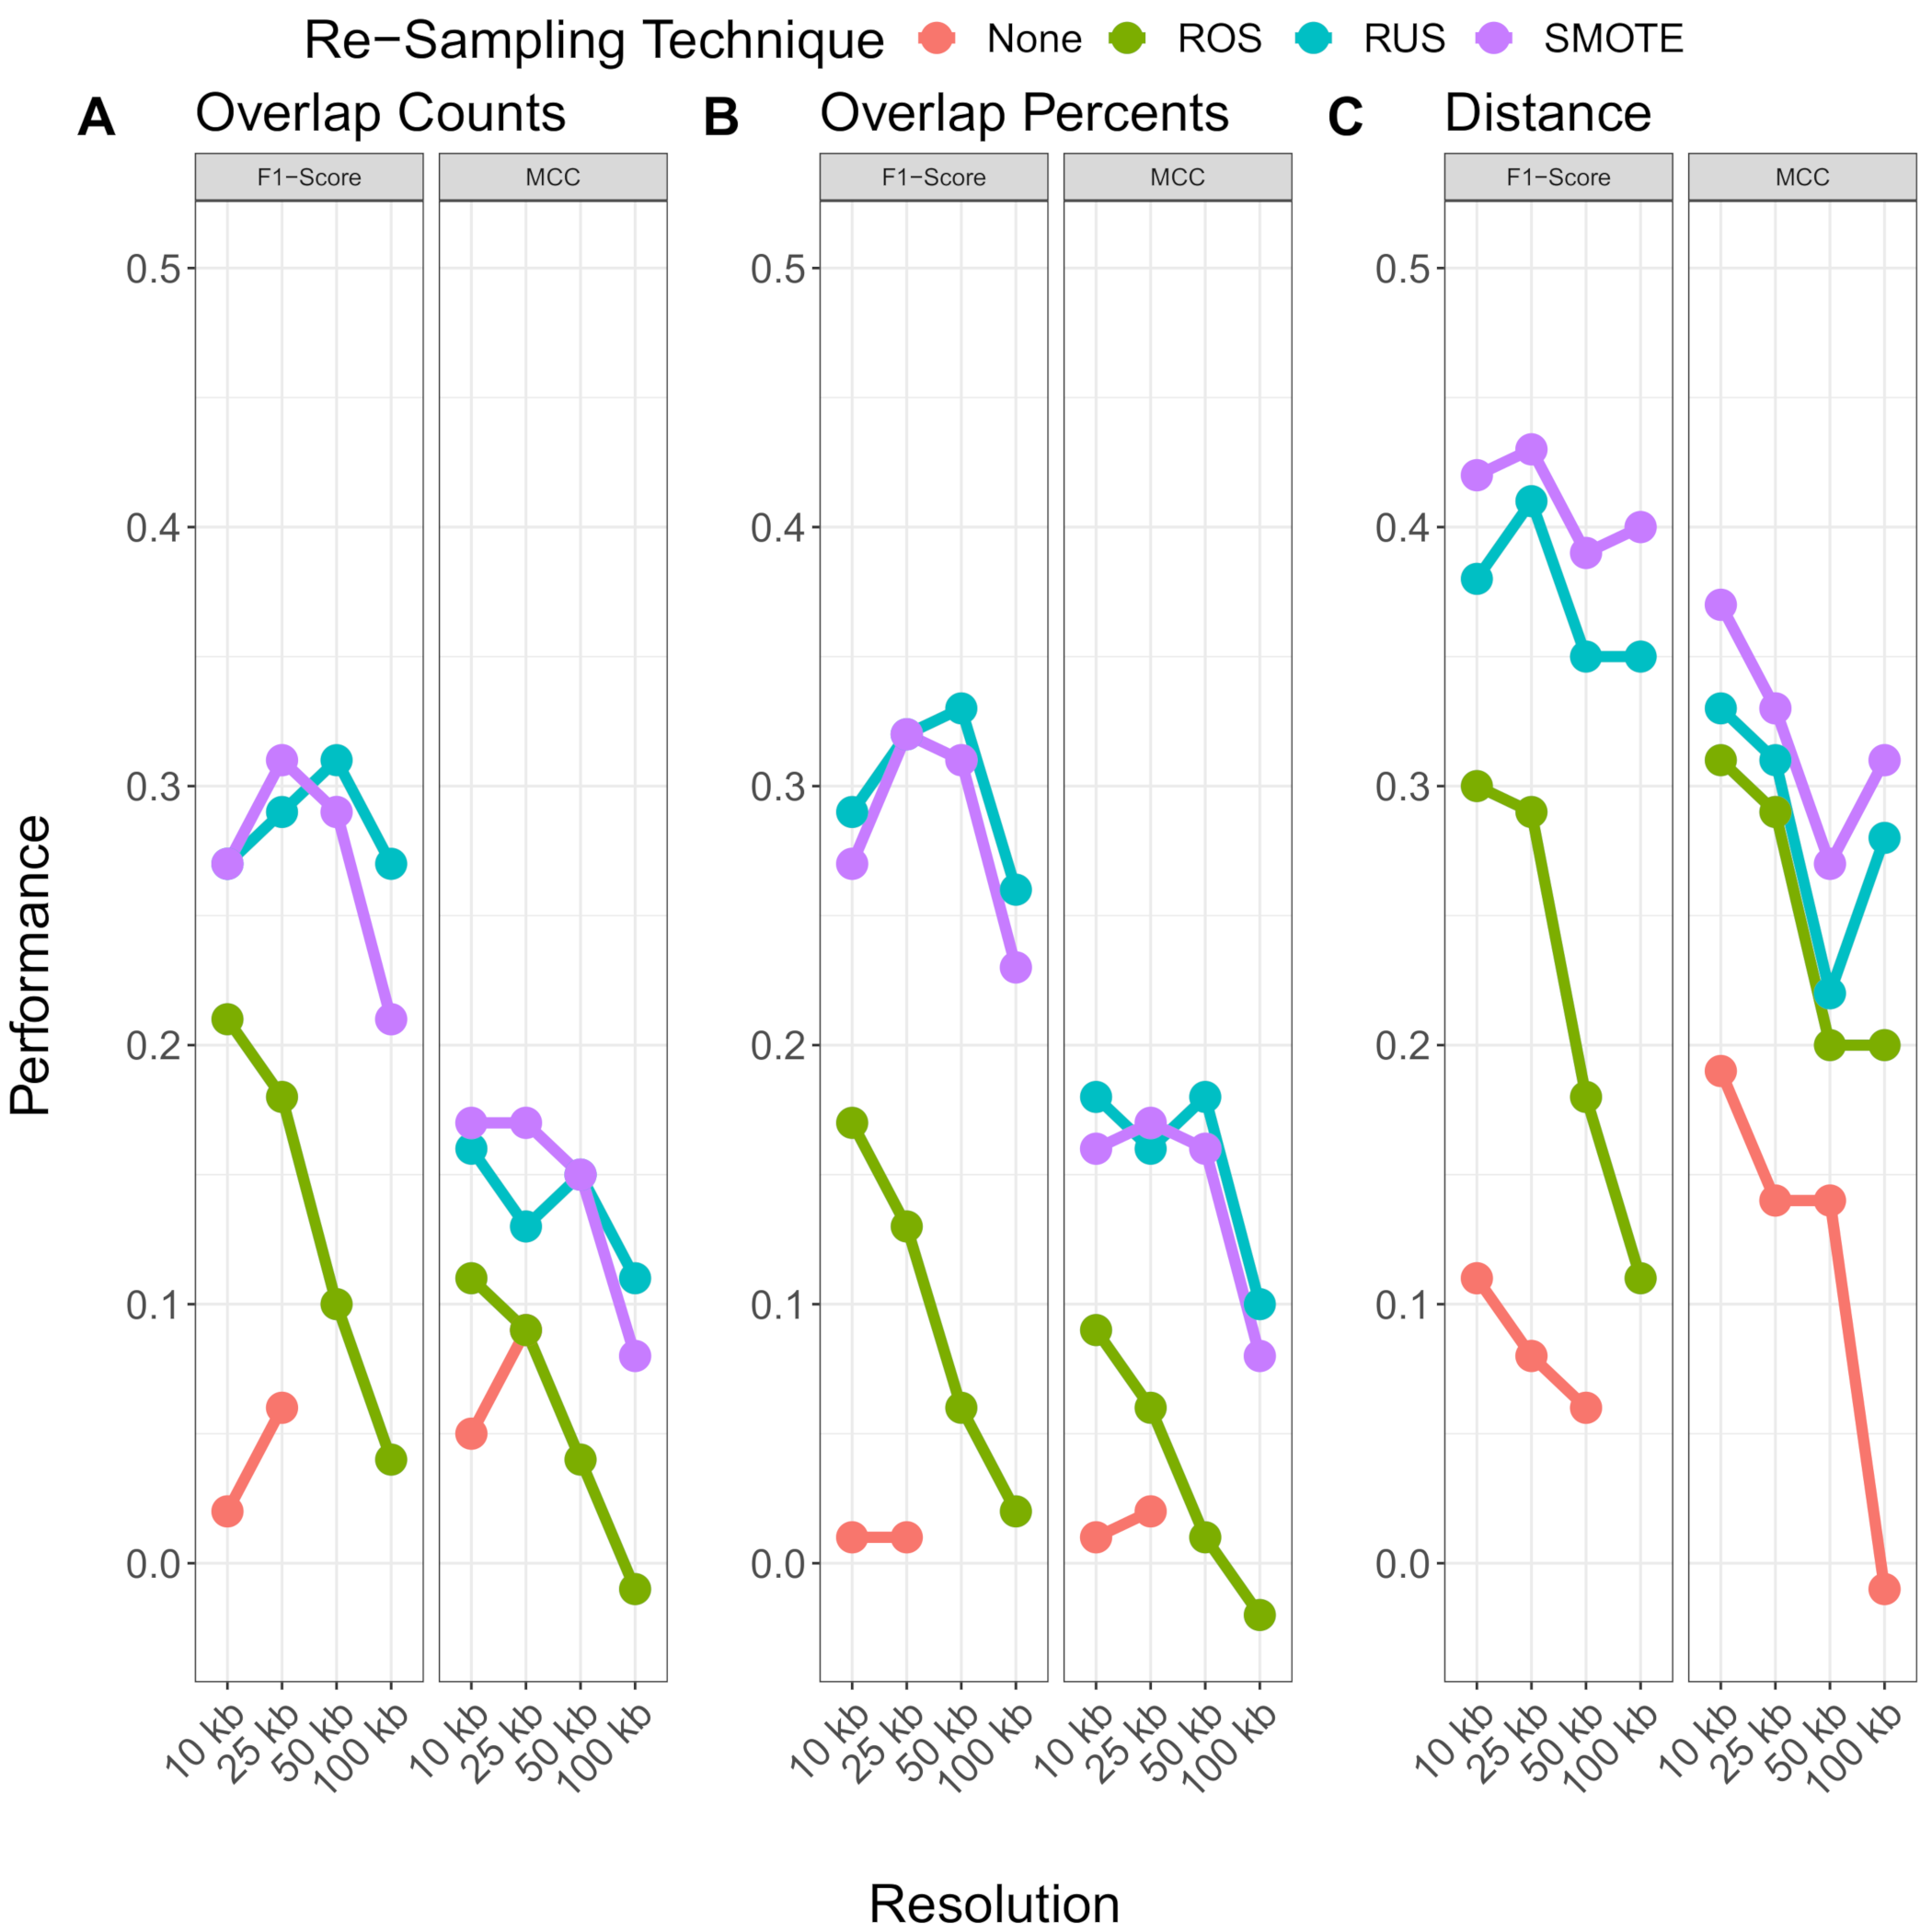 Re−Sampling Technique None ROS RUS SMOTE
A Overlap Counts B Overlap Percents C Distance
F1−Score MCC F1−Score MCC F1−Score MCC
0.5 0.5 0.5
0.4 0.4 0.4
0.3 0.3 0.3
0.2 0.2 0.2
0.1 0.1 0.1
0.0 0.0 0.0
Performance
10 kb 25 kb 50 kb 100 kb 10 kb 25 kb 50 kb 100 kb 10 kb 25 kb 50 kb 100 kb 10 kb 25 kb 50 kb 100 kb 10 kb 25 kb 50 kb 100 kb 10 kb 25 kb 50 kb 100 kb
Resolution